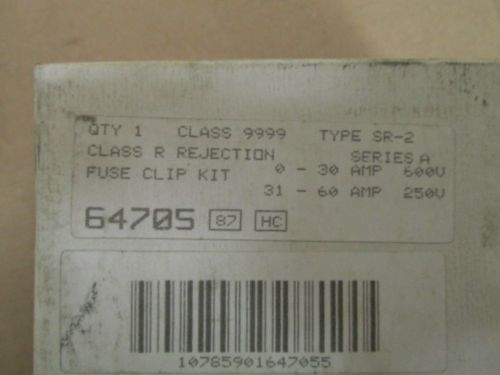 QTY 1 CLASS 9999 TYPE SR-2
CLASS R REJECTION SERIES A
FUSE CLIP KIT 0 - 30 AMP 600V
31 - 60 AMP 250V
64705 87 HC
10785901647055